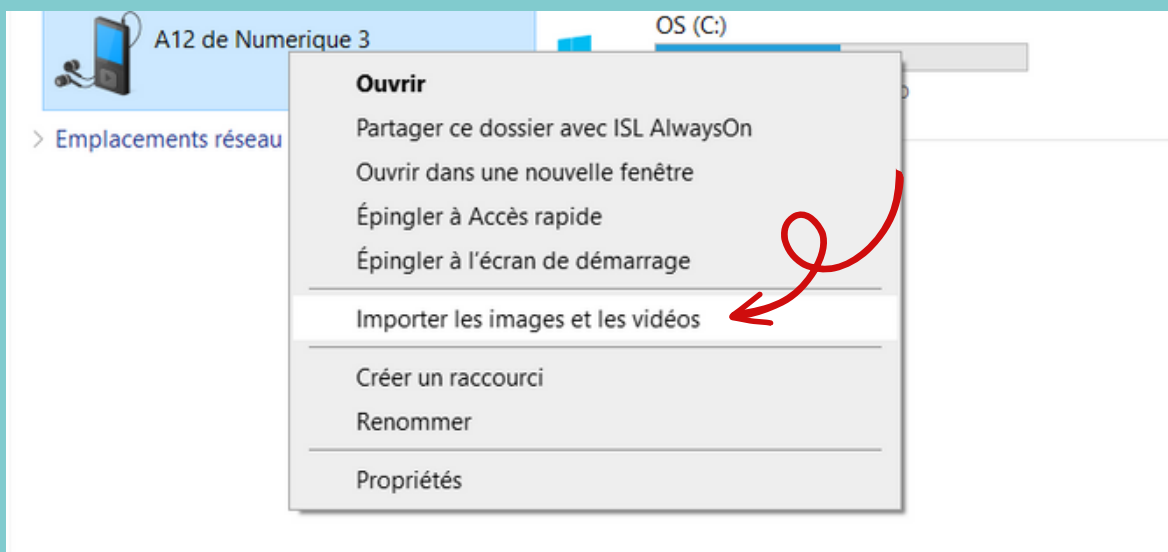 A12 de Numerique 3
OS (C:)
Emplacements réseau
Ouvrir
Partager ce dossier avec ISL AlwaysOn
Ouvrir dans une nouvelle fenêtre
Épingler à Accès rapide
Épingler à l'écran de démarrage
Importer les images et les vidéos
Créer un raccourci
Renommer
Propriétés